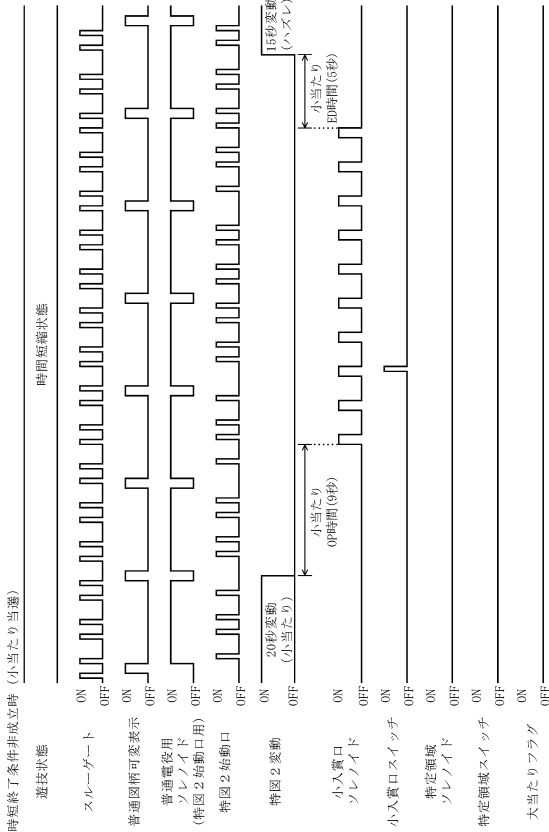 時短終了条件非成立時(小当たり当選)
遊技状態
時間短縮状態
スルーゲート
ON
OFF
普通図柄可変表示
ON
OFF
普通電役用
ソレノイド
(特図2始動口用)
ON
OFF
特図2始動口
ON
OFF
特図2変動
ON
OFF
20秒変動
(小当たり)
15秒変動
(ハズレ)
小当たり
OP時間(9秒)
小当たり
ED時間(5秒)
小入賞口
ソレノイド
ON
OFF
小入賞口スイッチ
ON
OFF
特定領域
ソレノイド
ON
OFF
特定領域スイッチ
ON
OFF
大当たりフラグ
ON
OFF